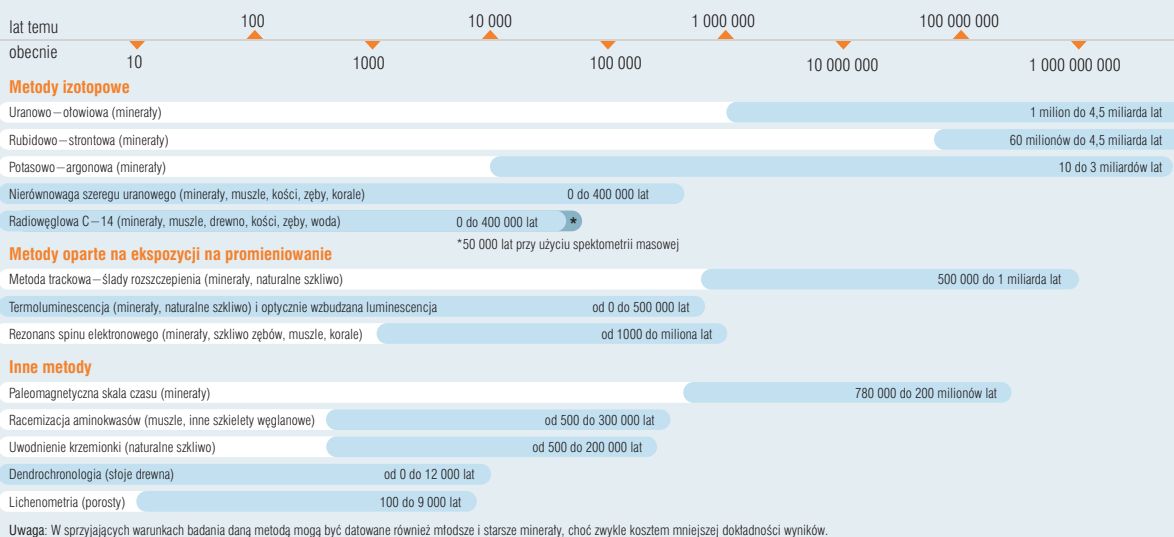 lat temu
100
10 000
1 000 000
100 000 000
obecnie
10
1000
100 000
10 000 000
1 000 000 000
Metody izotopowe
Uranowo–ołowiowa (minerały)
1 milion do 4,5 miliarda lat
Rubidowo–strontowa (minerały)
60 milionów do 4,5 miliarda lat
Potasowo–argonowa (minerały)
10 do 3 miliardów lat
Nierównowaga szeregu uranowego (minerały, muszle, kości, zęby, korale)
0 do 400 000 lat
Radiowęglowa C–14 (minerały, muszle, drewno, kości, zęby, woda)
0 do 400 000 lat
*
*50 000 lat przy użyciu spektometrii masowej
Metody oparte na ekspozycji na promieniowanie
Metoda trackowa–ślady rozszczepienia (minerały, naturalne szkliwo)
500 000 do 1 miliarda lat
Termoluminescencja (minerały, naturalne szkliwo) i optycznie wzbudzana luminescencja
od 0 do 500 000 lat
Rezonans spinu elektronowego (minerały, szkliwo zębów, muszle, korale)
od 1000 do miliona lat
Inne metody
Paleomagnetyczna skala czasu (minerały)
780 000 do 200 milionów lat
Racemizacja aminokwasów (muszle, inne szkielety węglanowe)
od 500 do 300 000 lat
Uwodnienie krzemionki (naturalne szkliwo)
od 500 do 200 000 lat
Dendrochronologia (słoje drewna)
od 0 do 12 000 lat
Lichenometria (porosty)
100 do 9 000 lat
Uwaga: W sprzyjających warunkach badania daną metodą mogą być datowane również młodsze i starsze minerały, choć zwykle kosztem mniejszej dokładności wyników.